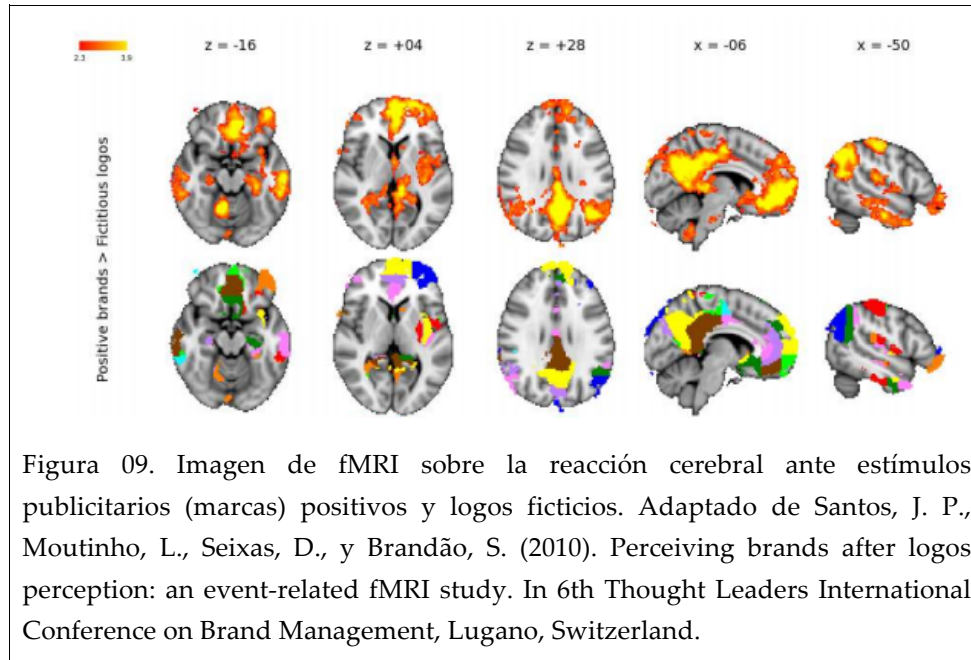 z = -16 z = +04 z = +28 x = -06 x = -50
2.3 3.9
Positive brands > Fictitious logos
Figura 09. Imagen de fMRI sobre la reacción cerebral ante estímulos
publicitarios (marcas) positivos y logos ficticios. Adaptado de Santos, J. P.,
Moutinho, L., Seixas, D., y Brandão, S. (2010). Perceiving brands after logos
perception: an event-related fMRI study. In 6th Thought Leaders International
Conference on Brand Management, Lugano, Switzerland.